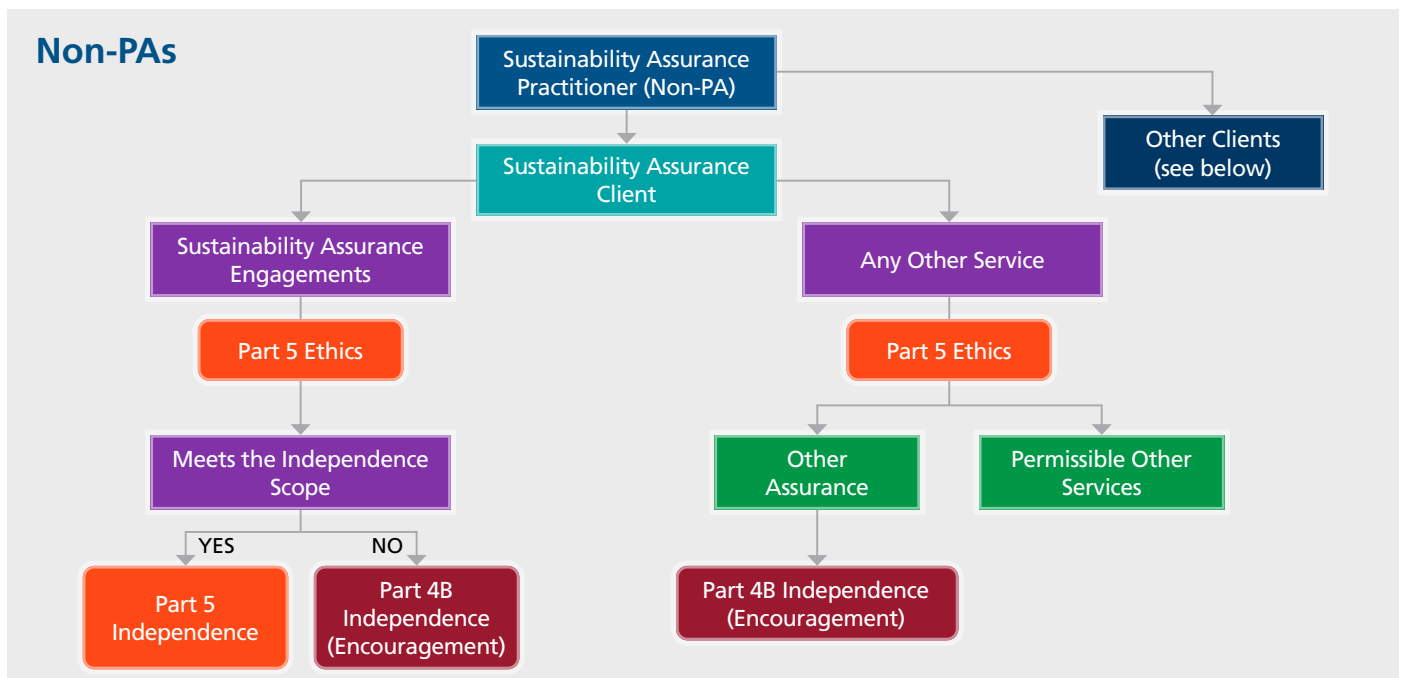 Non-PAs
Sustainability Assurance
Practitioner (Non-PA)
Other Clients
(see below)
Sustainability Assurance
Client
Sustainability Assurance
Engagements
Any Other Service
Part 5 Ethics
Part 5 Ethics
Meets the Independence
Scope
Other
Assurance
Permissible Other
Services
YES
NO
Part 5
Independence
Part 4B
Independence
(Encouragement)
Part 4B Independence
(Encouragement)